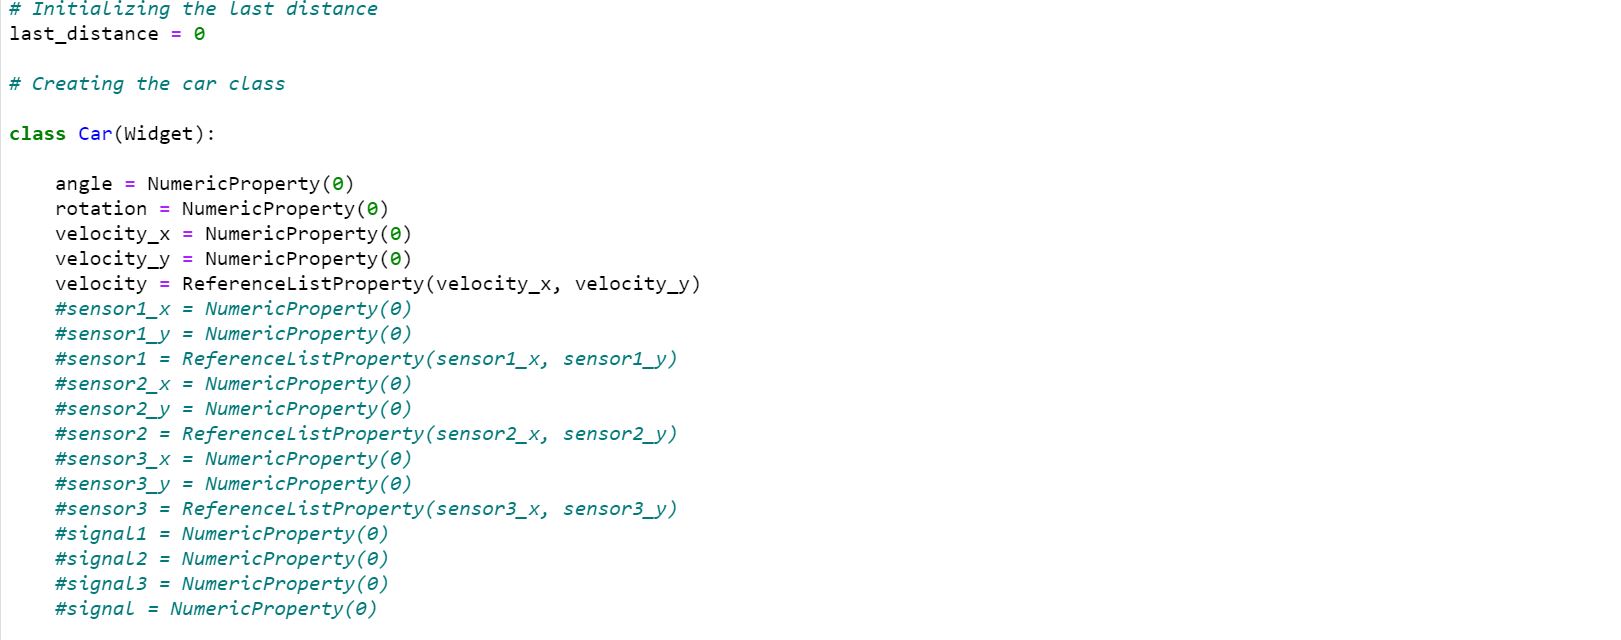 # Initializing the last distance
last_distance = 0
# Creating the car class
class Car(Widget):
angle = NumericProperty(0)
rotation = NumericProperty(0)
velocity_x = NumericProperty(0)
velocity_y = NumericProperty(0)
velocity = ReferenceListProperty(velocity_x, velocity_y)
#sensor1_x = NumericProperty(0)
#sensor1_y = NumericProperty(0)
#sensor1 = ReferenceListProperty(sensor1_x, sensor1_y)
#sensor2_x = NumericProperty(0)
#sensor2_y = NumericProperty(0)
#sensor2 = ReferenceListProperty(sensor2_x, sensor2_y)
#sensor3_x = NumericProperty(0)
#sensor3_y = NumericProperty(0)
#sensor3 = ReferenceListProperty(sensor3_x, sensor3_y)
#signal1 = NumericProperty(0)
#signal2 = NumericProperty(0)
#signal3 = NumericProperty(0)
#signal = NumericProperty(0)